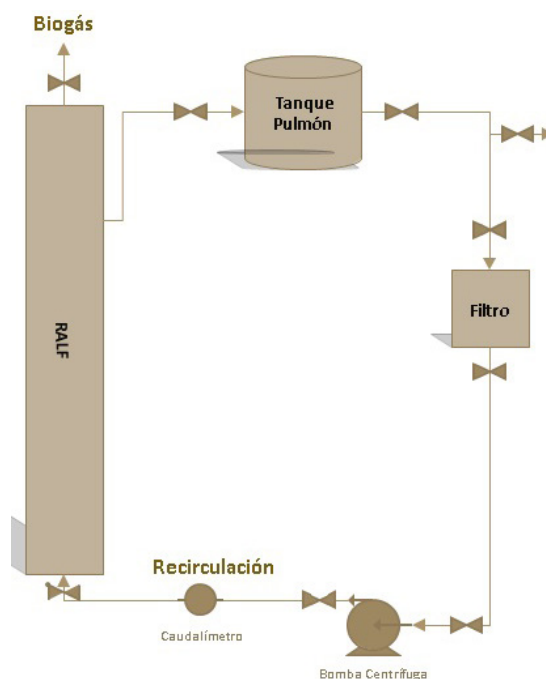 Biogás
Tanque
Pulmón
RALF
Filtro
Recirculación
Caudalímetro
Bomba Centrífuga